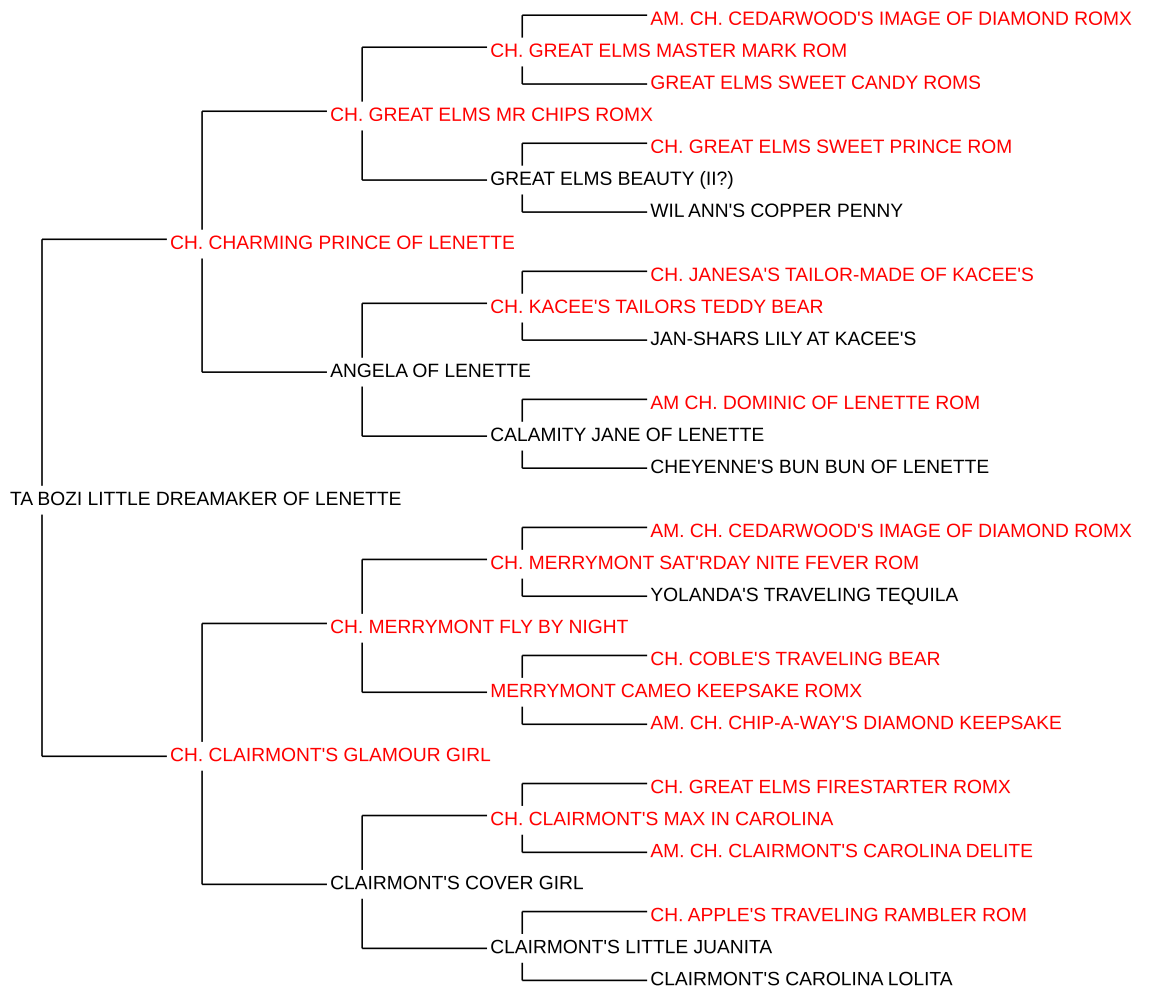 AM. CH. CEDARWOOD'S IMAGE OF DIAMOND ROMX
CH. GREAT ELMS MASTER MARK ROM
GREAT ELMS SWEET CANDY ROMS
CH. GREAT ELMS MR CHIPS ROMX
CH. GREAT ELMS SWEET PRINCE ROM
GREAT ELMS BEAUTY (II?)
WIL ANN'S COPPER PENNY
CH. CHARMING PRINCE OF LENETTE
CH. JANESA'S TAILOR-MADE OF KACEE'S
CH. KACEE'S TAILORS TEDDY BEAR
JAN-SHARS LILY AT KACEE'S
ANGELA OF LENETTE
AM CH. DOMINIC OF LENETTE ROM
CALAMITY JANE OF LENETTE
CHEYENNE'S BUN BUN OF LENETTE
TA BOZI LITTLE DREAMAKER OF LENETTE
AM. CH. CEDARWOOD'S IMAGE OF DIAMOND ROMX
CH. MERRYMONT SAT'RDAY NITE FEVER ROM
YOLANDA'S TRAVELING TEQUILA
CH. MERRYMONT FLY BY NIGHT
CH. COBLE'S TRAVELING BEAR
MERRYMONT CAMEO KEEPSAKE ROMX
AM. CH. CHIP-A-WAY'S DIAMOND KEEPSAKE
CH. CLAIRMONT'S GLAMOUR GIRL
CH. GREAT ELMS FIRESTARTER ROMX
CH. CLAIRMONT'S MAX IN CAROLINA
AM. CH. CLAIRMONT'S CAROLINA DELITE
CLAIRMONT'S COVER GIRL
CH. APPLE'S TRAVELING RAMBLER ROM
CLAIRMONT'S LITTLE JUANITA
CLAIRMONT'S CAROLINA LOLITA